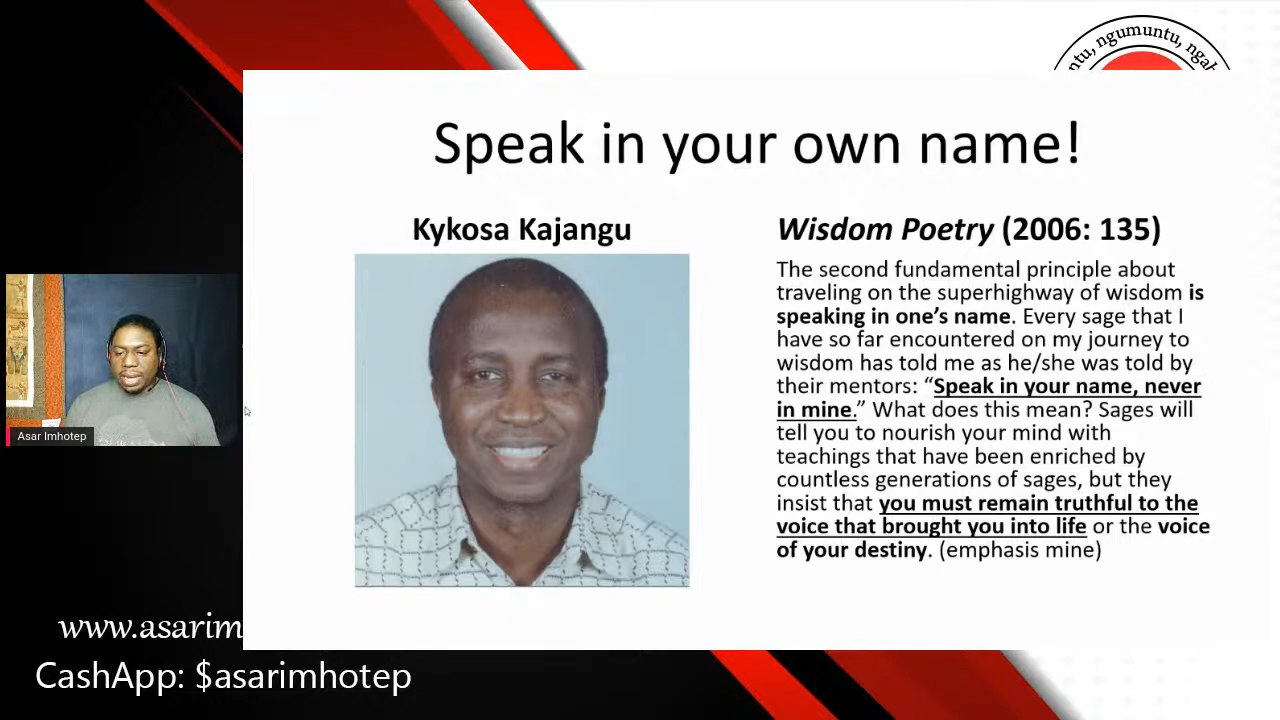 ngumuntu,
Speak in your own name!
Kykosa Kajangu
Wisdom Poetry (2006: 135)
The second fundamental principle about
traveling on the superhighway of wisdom is
speaking in one’s name. Every sage that I
have so far encountered on my journey to
wisdom has told me as he/she was told by
their mentors: “Speak in your name, never
in mine.” What does this mean? Sages will
tell you to nourish your mind with
teachings that have been enriched by
countless generations of sages, but they
insist that you must remain truthful to the
voice that brought you into life or the voice
of your destiny. (emphasis mine)
Asar Imhotep
www.asarim
CashApp: $asarimhotep